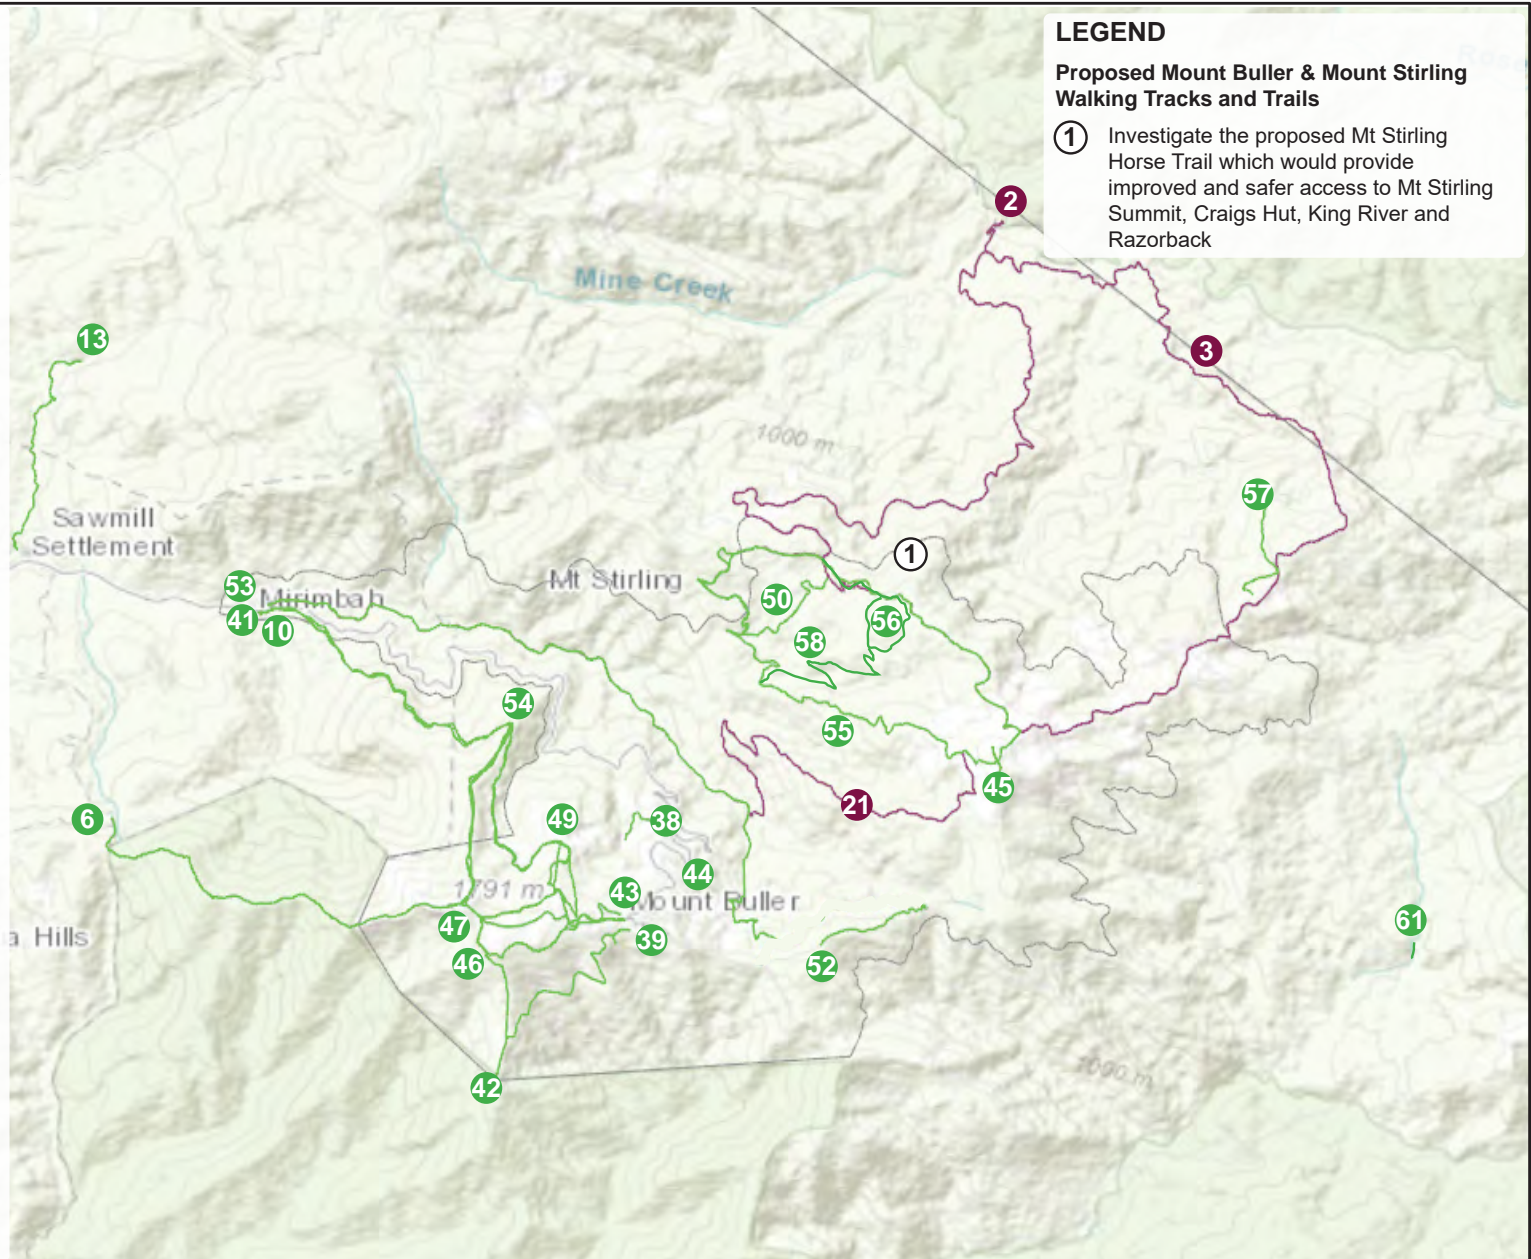 LEGEND
Proposed Mount Buller & Mount Stirling
Walking Tracks and Trails
1 Investigate the proposed Mt Stirling
Horse Trail which would provide
improved and safer access to Mt Stirling
Summit, Craigs Hut, King River and
Razorback
2
Mine Creek
13
3
1000 m
57
Sawmill
Settlement
1
53
Mt Stirling
Mirimbah
50
41
10
56
58
54
55
45
21
6
49
38
44
1791 m
43
Mount Buller
47
39
a Hills
46
52
61
1000 m
42